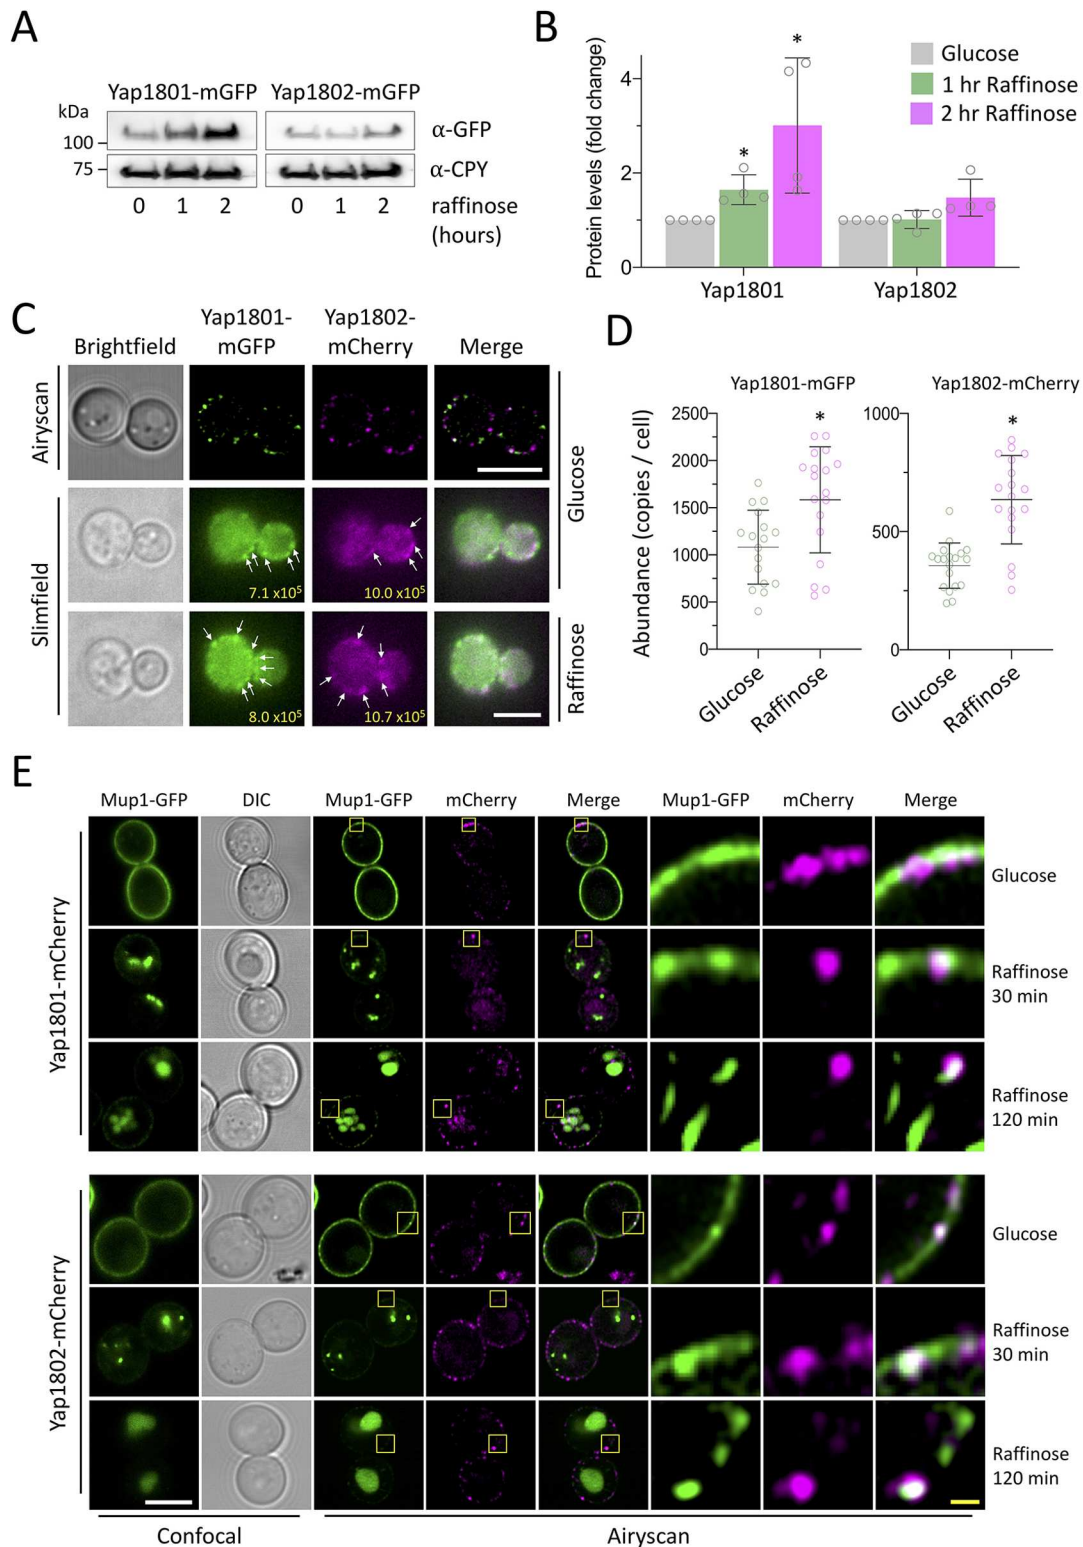 A
Yap1801-mGFP Yap1802-mGFP
kDa
100
α-GFP
75
α-CPY
0 1 2 0 1 2 raffinose
(hours)
B
Protein levels (fold change)
4
2
0
*
*
Glucose
1 hr Raffinose
2 hr Raffinose
Yap1801 Yap1802
C
Brightfield
Yap1801-
mGFP
Yap1802-
mCherry
Merge
Airyscan
Slimfield
7.1 x10⁵
10.0 x10⁵
8.0 x10⁵
10.7 x10⁵
Glucose
Raffinose
D
Yap1801-mGFP
Yap1802-mCherry
Abundance (copies / cell)
2500
2000
1500
1000
500
0
*
Glucose
Raffinose
1000
500
0
*
Glucose
Raffinose
E
Mup1-GFP DIC Mup1-GFP mCherry Merge Mup1-GFP mCherry Merge
Yap1801-mCherry
Glucose
Raffinose
30 min
Raffinose
120 min
Yap1802-mCherry
Glucose
Raffinose
30 min
Raffinose
120 min
Confocal
Airyscan